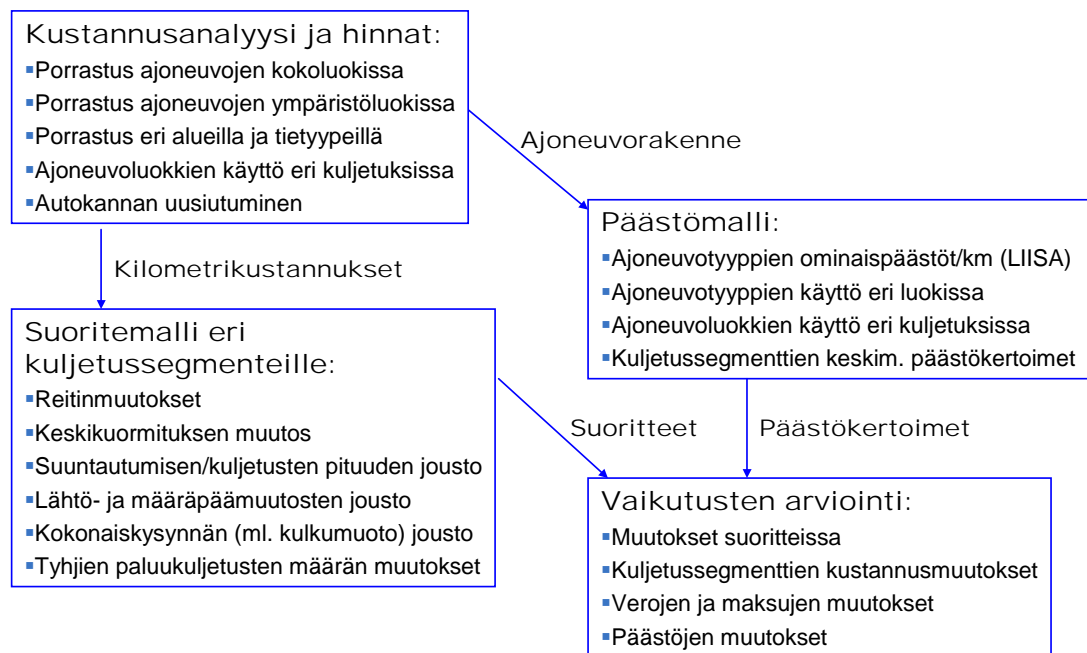 Kustannusanalyysi ja hinnat:
▪Porrastus ajoneuvojen kokoluokissa
▪Porrastus ajoneuvojen ympäristöluokissa
▪Porrastus eri alueilla ja tietyypeillä
▪Ajoneuvoluokkien käyttö eri kuljetuksissa
▪Autokannan uusiutuminen
Ajoneuvorakenne
Kilometrikustannukset
Päästömalli:
▪Ajoneuvotyyppien ominaispäästöt/km (LIISA)
▪Ajoneuvotyyppien käyttö eri luokissa
▪Ajoneuvoluokkien käyttö eri kuljetuksissa
▪Kuljetussegmenttien keskim. päästökertoimet
Suoritemalli eri
kuljetussegmenteille:
▪Reitinmuutokset
▪Keskikuormituksen muutos
▪Suuntautumisen/kuljetusten pituuden jousto
▪Lähtö- ja määräpäämuutosten jousto
▪Kokonaiskysynnän (ml. kulkumuoto) jousto
▪Tyhjien paluukuljetusten määrän muutokset
Suoritteet
Päästökertoimet
Vaikutusten arviointi:
▪Muutokset suoritteissa
▪Kuljetussegmenttien kustannusmuutokset
▪Verojen ja maksujen muutokset
▪Päästöjen muutokset